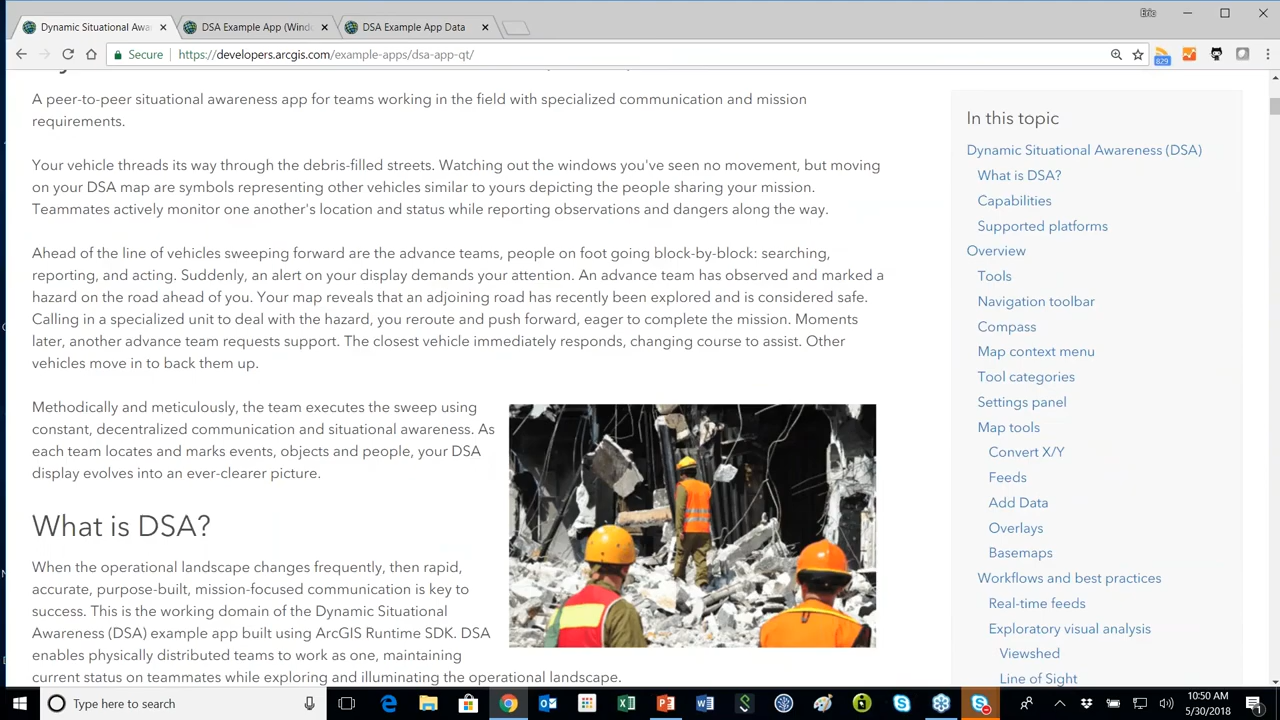 Dynamic Situational Awa
DSA Example App (Wind
DSA Example App Data
Eric
Secure
https://developers.arcgis.com/example-apps/dsa-app-qt/
829
A peer-to-peer situational awareness app for teams working in the field with specialized communication and mission
requirements.
Your vehicle threads its way through the debris-filled streets. Watching out the windows you've seen no movement, but moving
on your DSA map are symbols representing other vehicles similar to yours depicting the people sharing your mission.
Teammates actively monitor one another's location and status while reporting observations and dangers along the way.
Ahead of the line of vehicles sweeping forward are the advance teams, people on foot going block-by-block: searching,
reporting, and acting. Suddenly, an alert on your display demands your attention. An advance team has observed and marked a
hazard on the road ahead of you. Your map reveals that an adjoining road has recently been explored and is considered safe.
Calling in a specialized unit to deal with the hazard, you reroute and push forward, eager to complete the mission. Moments
later, another advance team requests support. The closest vehicle immediately responds, changing course to assist. Other
vehicles move in to back them up.
Methodically and meticulously, the team executes the sweep using
constant, decentralized communication and situational awareness. As
each team locates and marks events, objects and people, your DSA
display evolves into an ever-clearer picture.
What is DSA?
When the operational landscape changes frequently, then rapid,
accurate, purpose-built, mission-focused communication is key to
success. This is the working domain of the Dynamic Situational
Awareness (DSA) example app built using ArcGIS Runtime SDK. DSA
enables physically distributed teams to work as one, maintaining
current status on teammates while exploring and illuminating the operational landscape.
In this topic
Dynamic Situational Awareness (DSA)
What is DSA?
Capabilities
Supported platforms
Overview
Tools
Navigation toolbar
Compass
Map context menu
Tool categories
Settings panel
Map tools
Convert X/Y
Feeds
Add Data
Overlays
Basemaps
Workflows and best practices
Real-time feeds
Exploratory visual analysis
Viewshed
Line of Sight
Type here to search
10:50 AM
5/30/2018